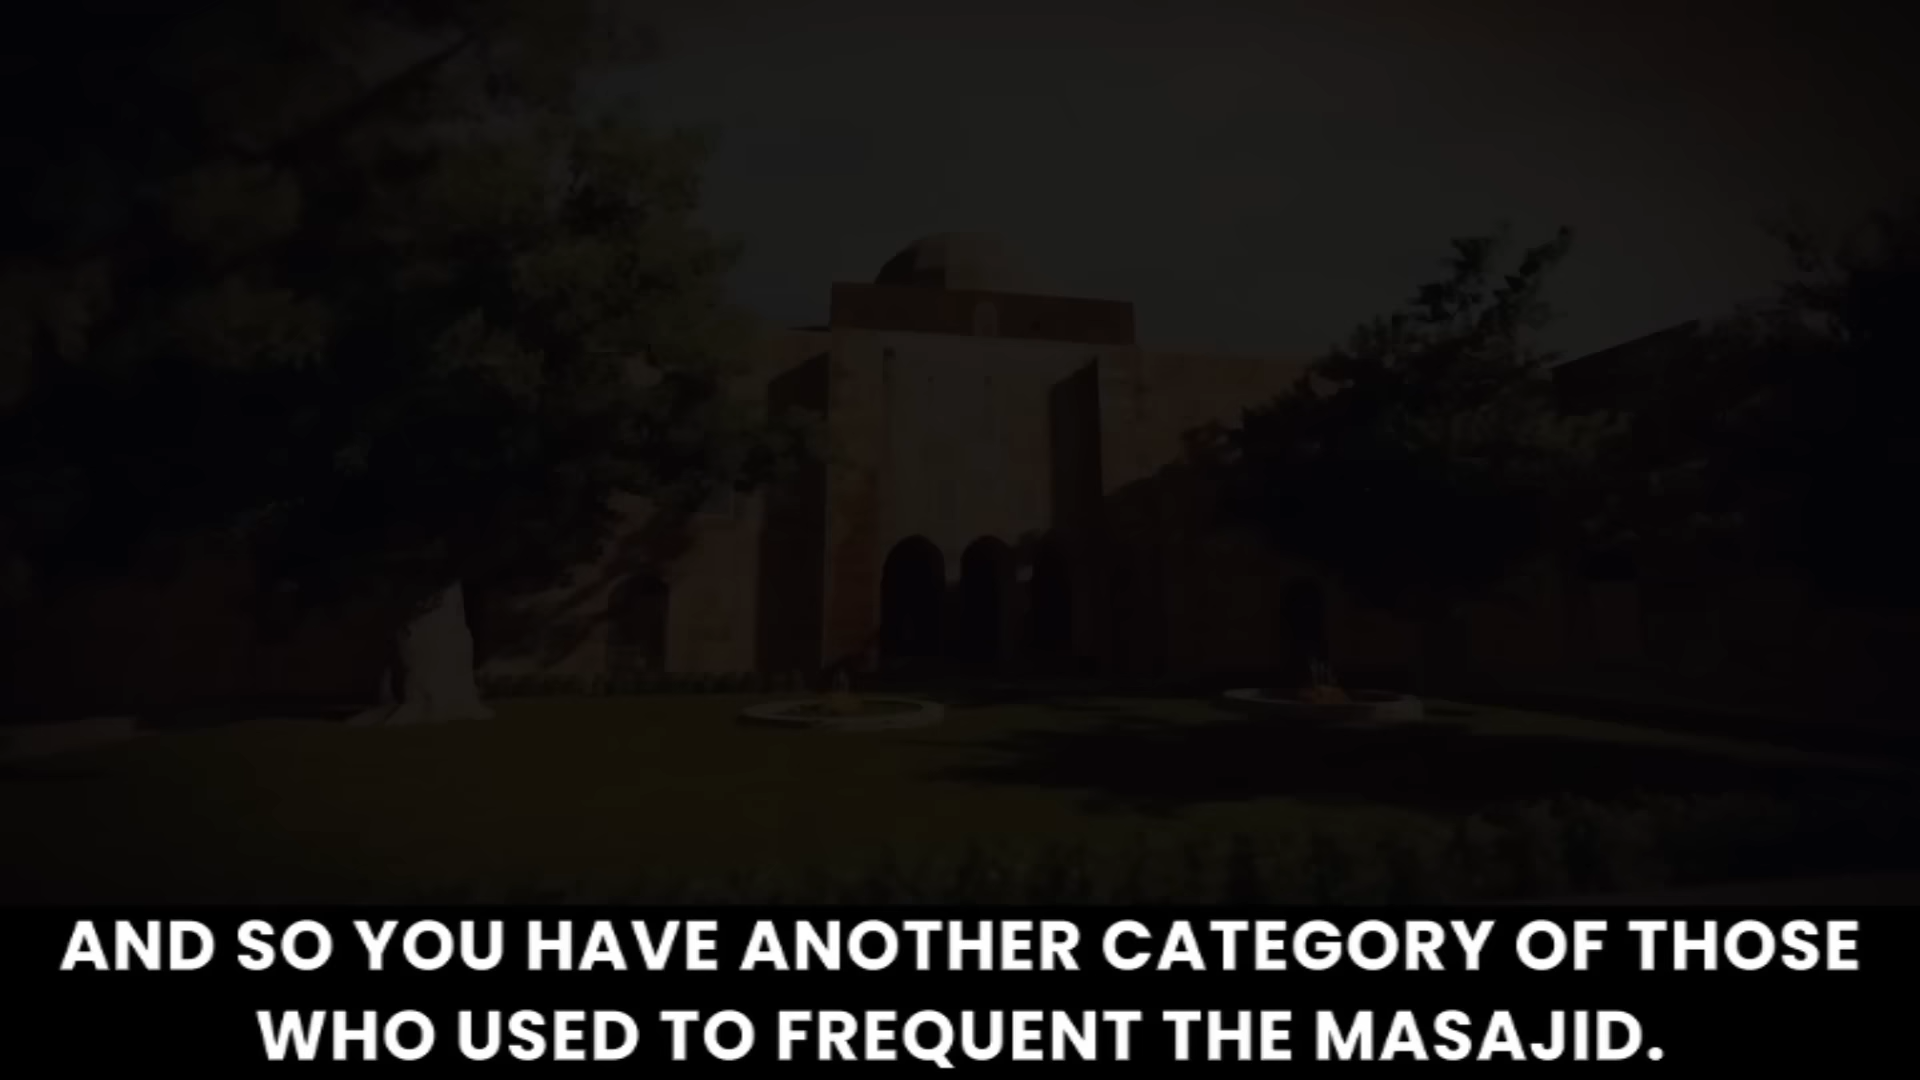 AND SO YOU HAVE ANOTHER CATEGORY OF THOSE
WHO USED TO FREQUENT THE MASAJID.